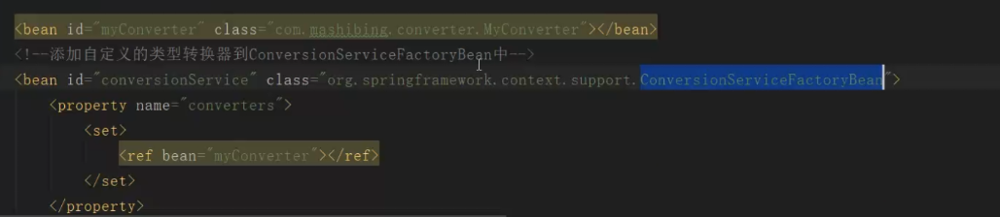 <bean id="myConverter" class="com.mashibing.converter.MyConverter"></bean>
<!--添加自定义的类型转换器到ConversionServiceFactoryBean中-->
<bean id="conversionService" class="org.springframework.context.support.ConversionServiceFactoryBean">
<property name="converters">
<set>
<ref bean="myConverter"></ref>
</set>
</property>